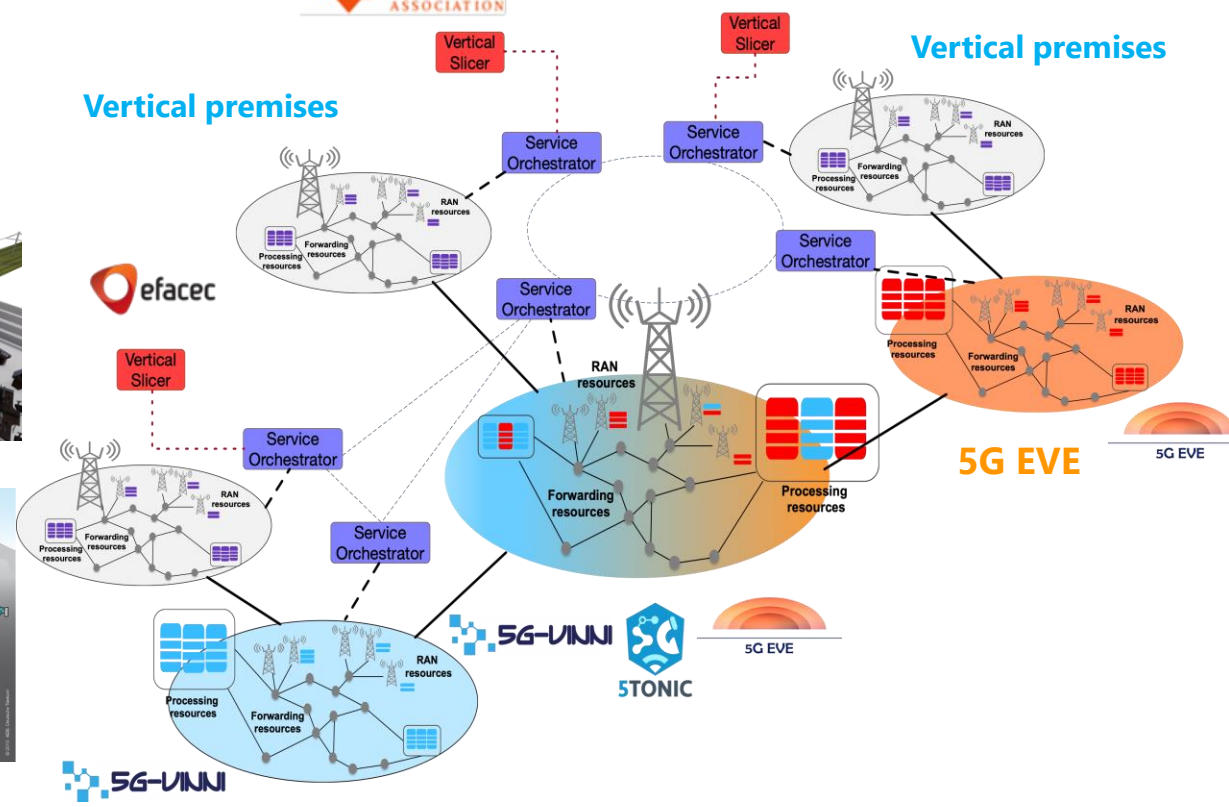 ASSOCIATION
Vertical
Slicer
Vertical
Slicer
Vertical premises
Vertical premises
Service
Orchestrator
Service
Orchestrator
RAN
resources
Processing
resources
Forwarding
resources
RAN
resources
Processing
resources
Forwarding
resources
Service
Orchestrator
efacec
Service
Orchestrator
RAN
resources
Processing
resources
Forwarding
resources
Vertical
Slicer
RAN
resources
Forwarding
resources
Processing
resources
Service
Orchestrator
5G EVE
5G EVE
RAN
resources
Processing
resources
Forwarding
resources
Service
Orchestrator
5G-VINNI
5TONIC
5G EVE
RAN
resources
Processing
resources
Forwarding
resources
5G-VINNI